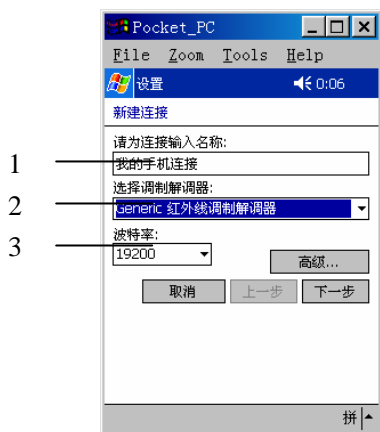 Pocket_PC
File Zoom Tools Help
设置 0:06
新建连接
请为连接输入名称:
1 我的手机连接
选择调制解调器:
2 Generic 红外线调制解调器
波特率:
3 19200
高级...
取消 上一步 下一步
拼